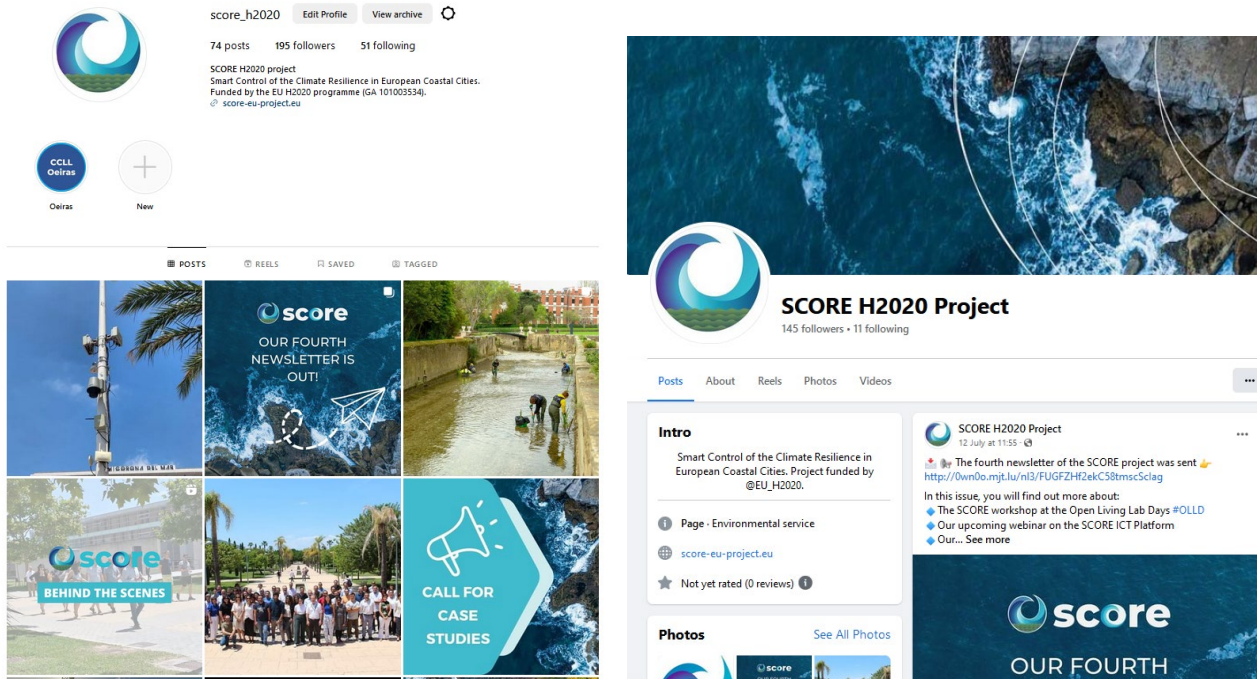 score_h2020 Edit Profile View archive
74 posts 195 followers 51 following
SCORE H2020 project
Smart Control of the Climate Resilience in European Coastal Cities.
Funded by the EU H2020 programme (GA 101003534).
score-eu-project.eu
CCLL
Oeiras
Oeiras New
POSTS REELS SAVED TAGGED
score
OUR FOURTH
NEWSLETTER IS
OUT!
score
BEHIND THE SCENES
CALL FOR
CASE
STUDIES
SCORE H2020 Project
145 followers • 11 following
Posts About Reels Photos Videos
Intro
Smart Control of the Climate Resilience in
European Coastal Cities. Project funded by
@EU_H2020.
Page · Environmental service
score-eu-project.eu
Not yet rated (0 reviews)
Photos See All Photos
score
SCORE H2020 Project
12 July at 11:55 ·
The fourth newsletter of the SCORE project was sent
http://0wn0o.mjt.lu/nl3/FUGFZHf2ekC58tmscSclag
In this issue, you will find out more about:
The SCORE workshop at the Open Living Lab Days #OLLD
Our upcoming webinar on the SCORE ICT Platform
Our... See more
score
OUR FOURTH